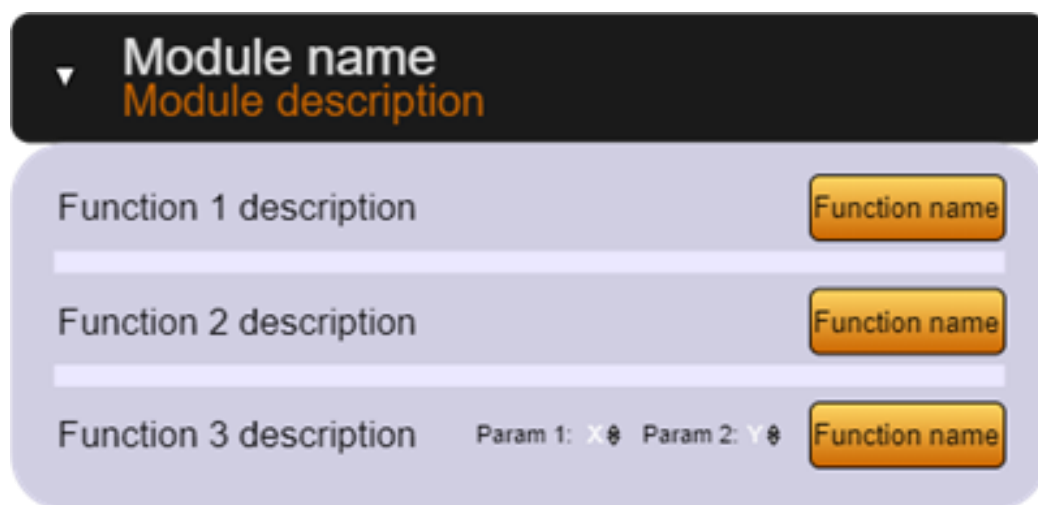 Module name
Module description
Function 1 description Function name
Function 2 description Function name
Function 3 description Param 1: X Param 2: Y Function name